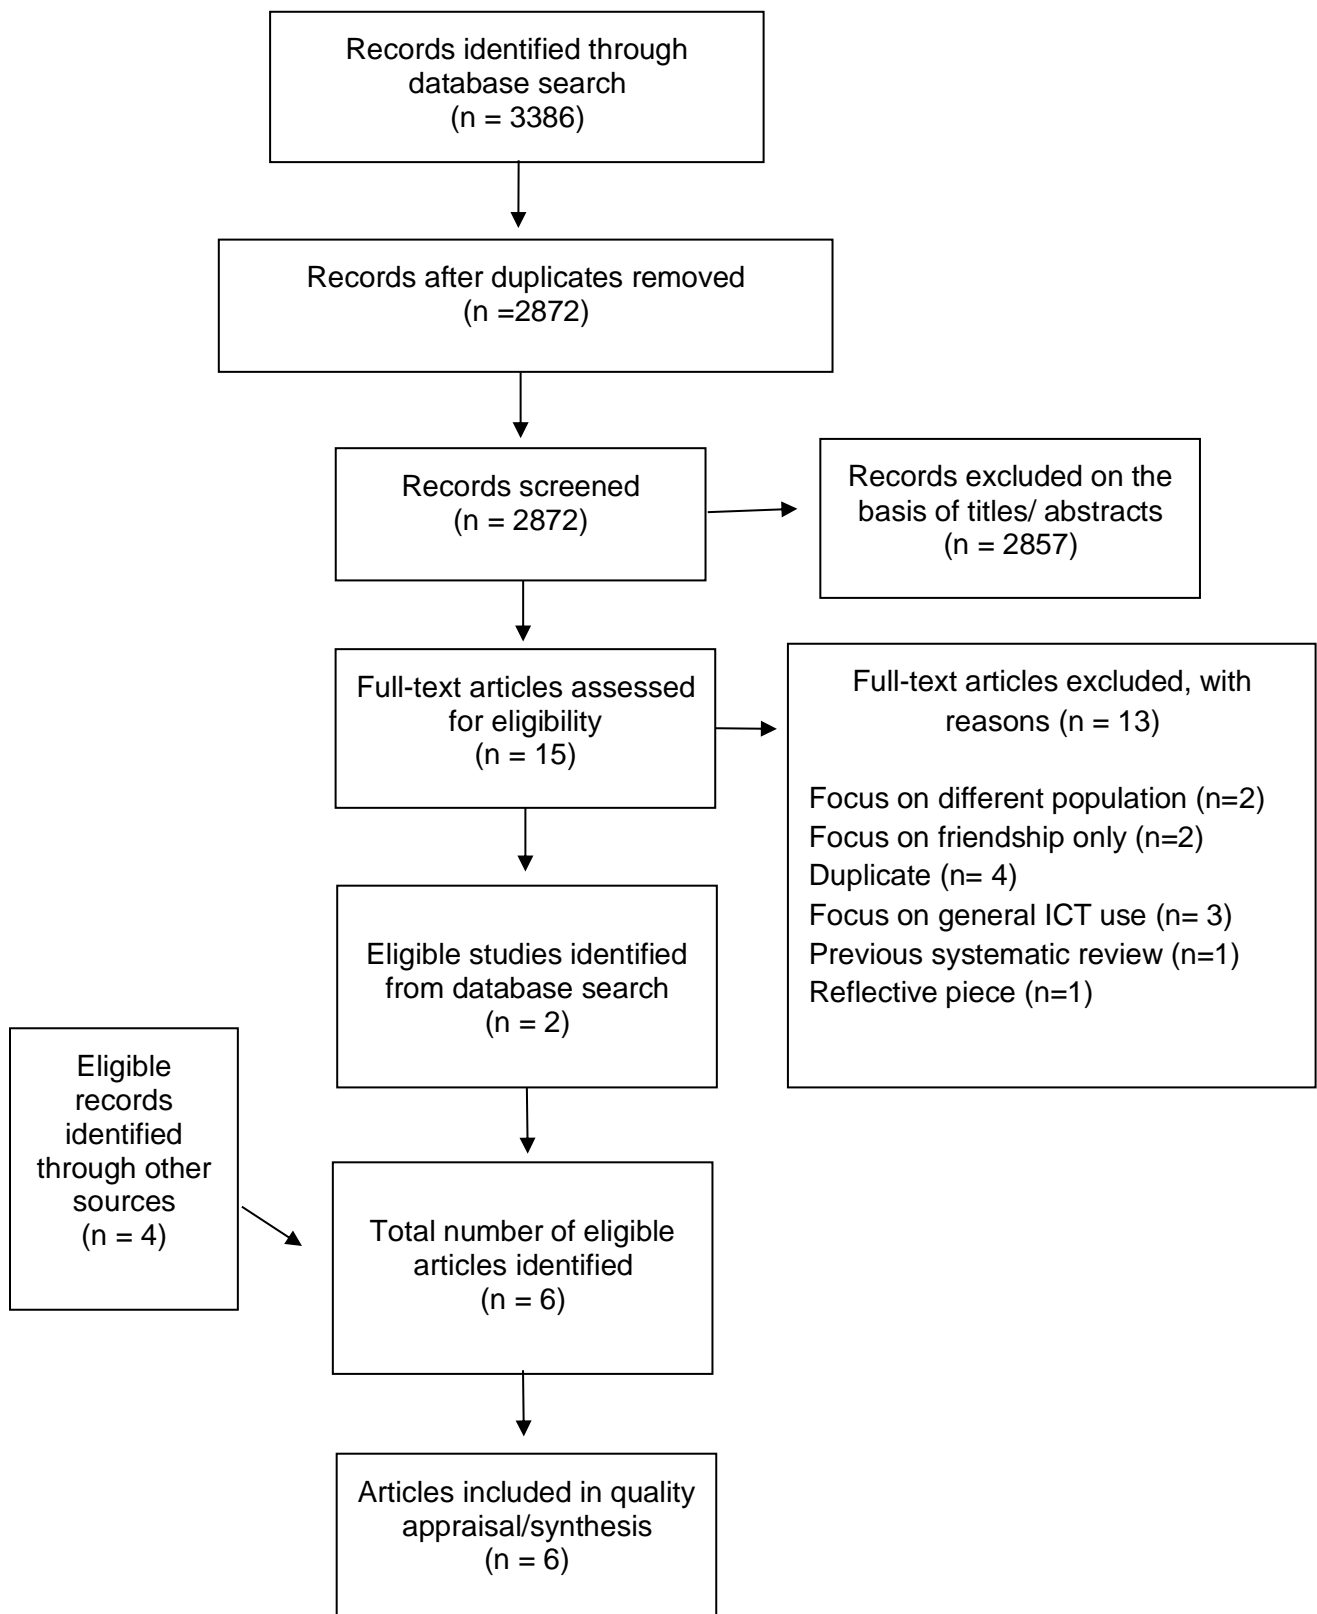 Records identified through
database search
(n = 3386)
Records after duplicates removed
(n =2872)
Records screened
(n = 2872)
Records excluded on the
basis of titles/ abstracts
(n = 2857)
Full-text articles assessed
for eligibility
(n = 15)
Full-text articles excluded, with
reasons (n = 13)
Focus on different population (n=2)
Focus on friendship only (n=2)
Duplicate (n= 4)
Focus on general ICT use (n= 3)
Previous systematic review (n=1)
Reflective piece (n=1)
Eligible studies identified
from database search
(n = 2)
Eligible
records
identified
through other
sources
(n = 4)
Total number of eligible
articles identified
(n = 6)
Articles included in quality
appraisal/synthesis
(n = 6)